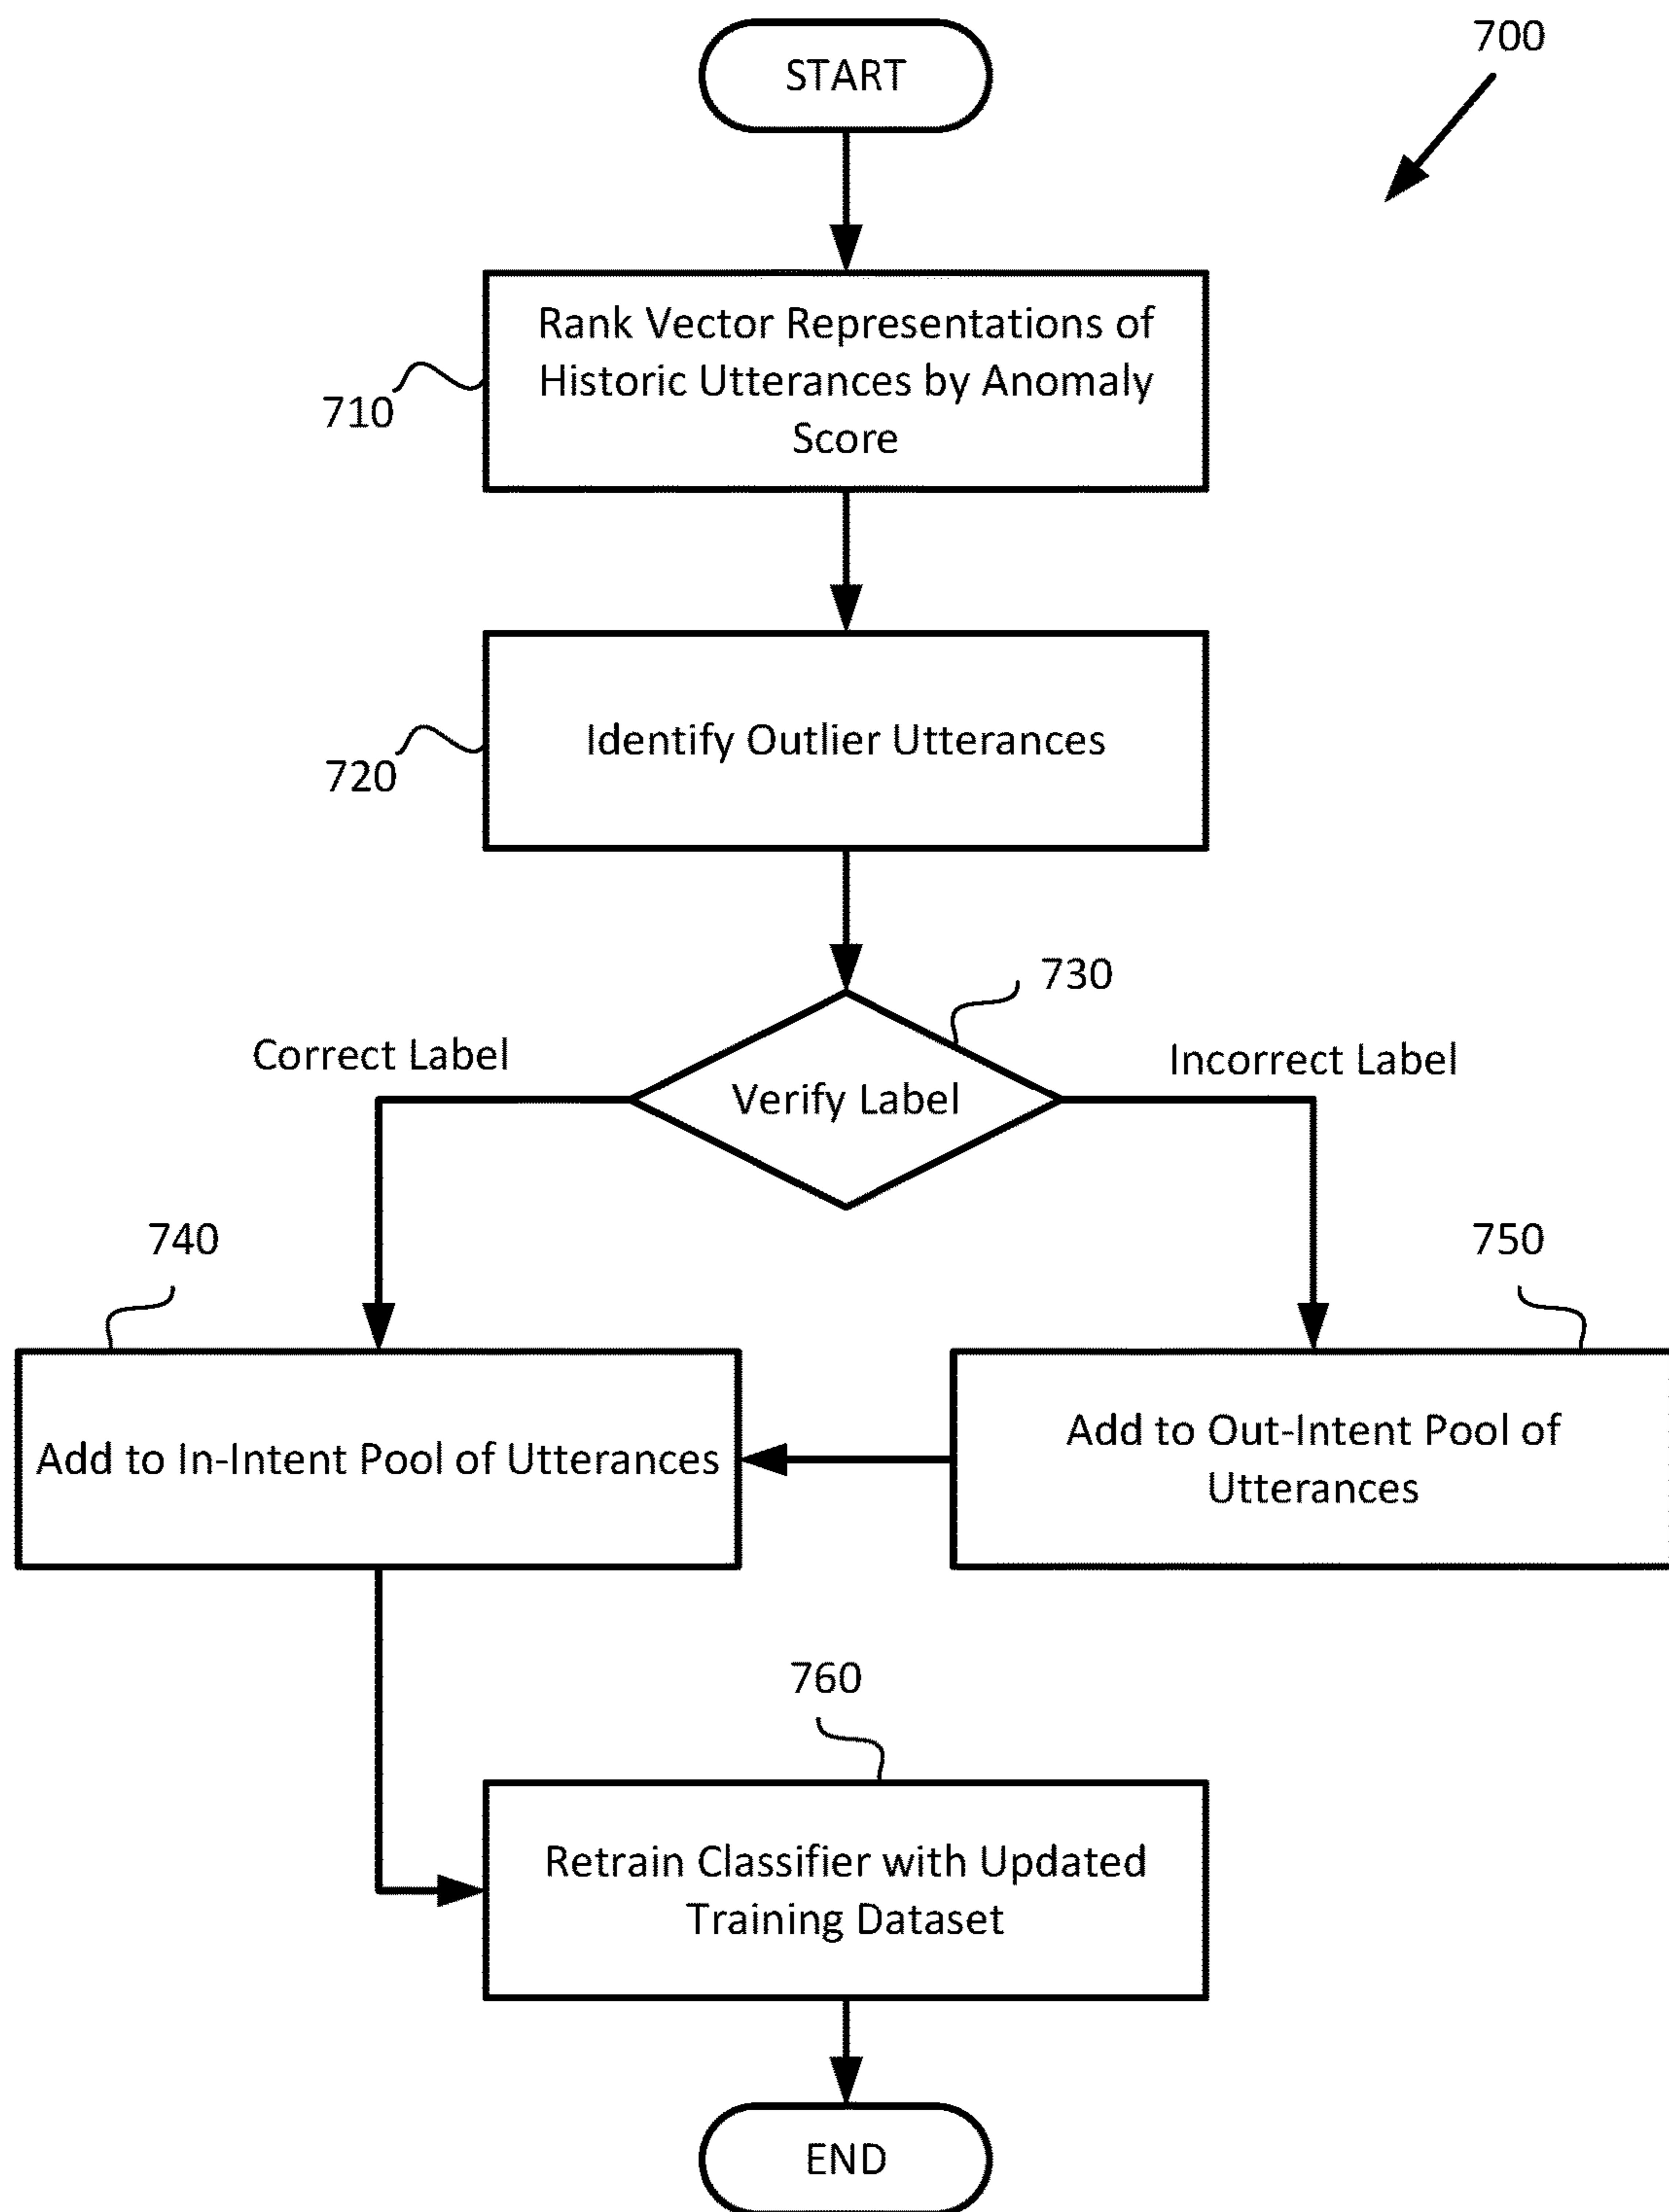 700
START
Rank Vector Representations of
Historic Utterances by Anomaly
Score
710
Identify Outlier Utterances
720
730
Correct Label
Incorrect Label
Verify Label
740
750
Add to In-Intent Pool of Utterances
Add to Out-Intent Pool of
Utterances
760
Retrain Classifier with Updated
Training Dataset
END